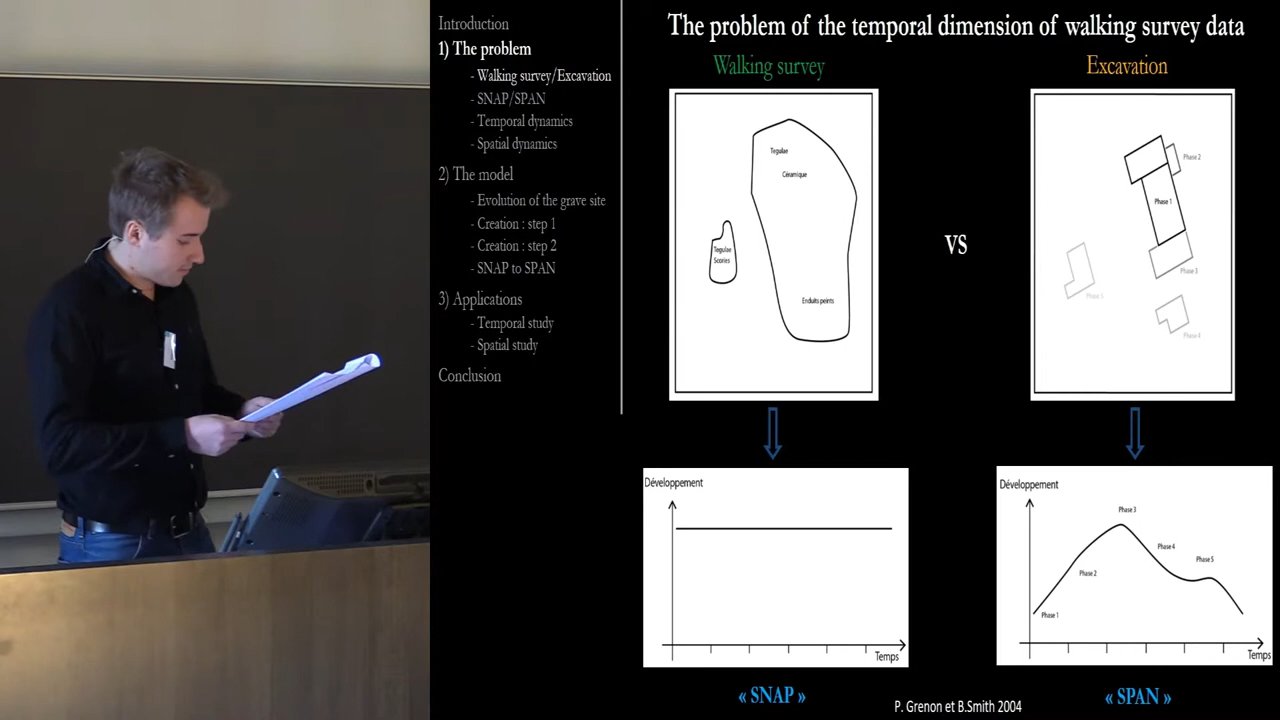 Introduction
1) The problem
- Walking survey/Excavation
- SNAP/SPAN
- Temporal dynamics
- Spatial dynamics
2) The model
- Evolution of the grave site
- Creation : step 1
- Creation : step 2
- SNAP to SPAN
3) Applications
- Temporal study
- Spatial study
Conclusion
The problem of the temporal dimension of walking survey data
Walking survey
Tegulae
Céramique
Tegulae
Scories
Enduits peints
VS
Excavation
Phase 2
Phase 1
Phase 3
Phase 5
Phase 4
Développement
Temps
« SNAP »
Développement
Phase 3
Phase 4
Phase 5
Phase 2
Phase 1
Temps
« SPAN »
P. Grenon et B.Smith 2004